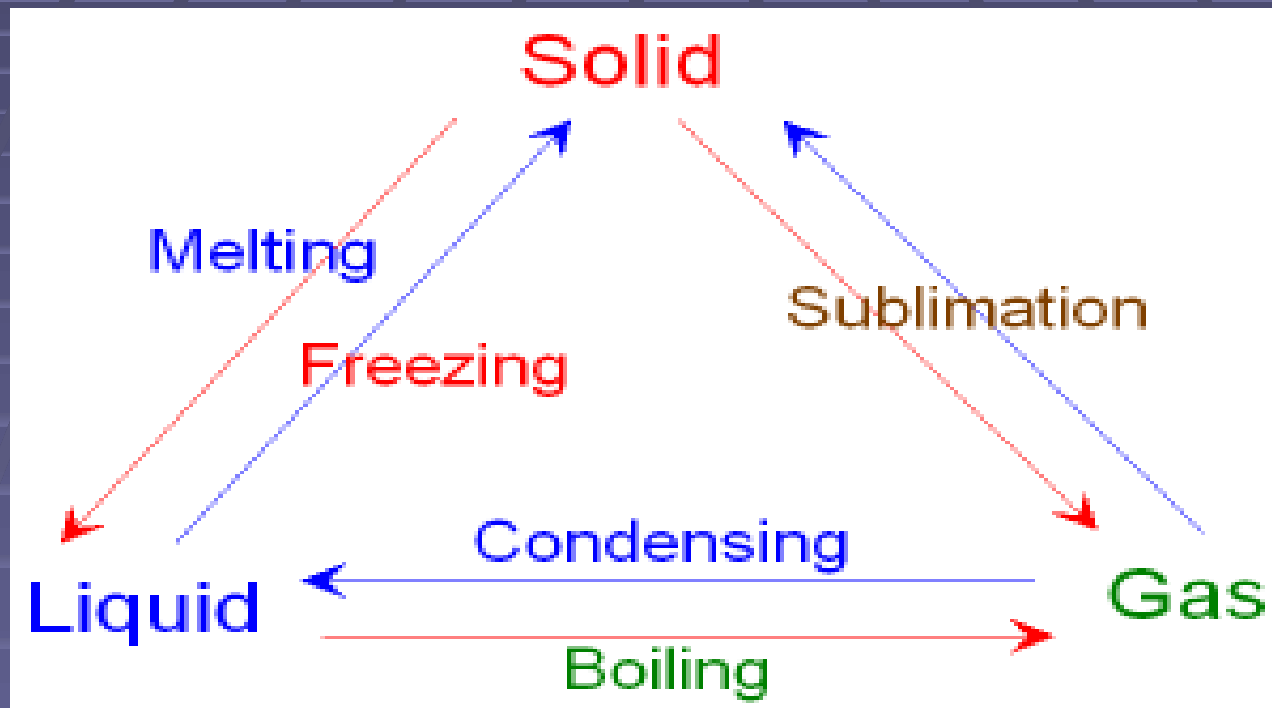 Solid
Melting
Sublimation
Freezing
Condensing
Liquid
Gas
Boiling